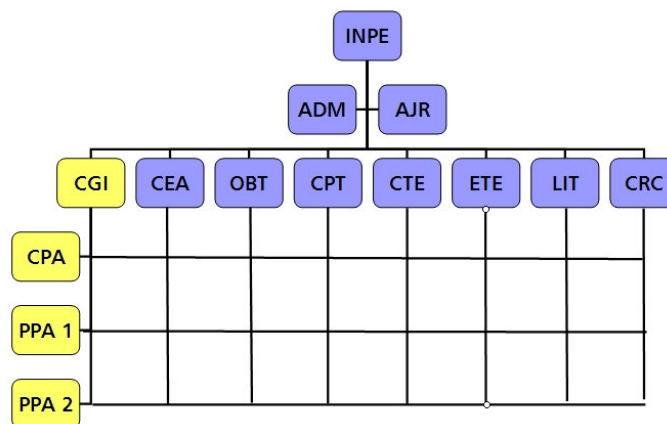 INPE
ADM
AJR
CGI
CEA
OBT
CPT
CTE
ETE
LIT
CRC
CPA
PPA 1
PPA 2